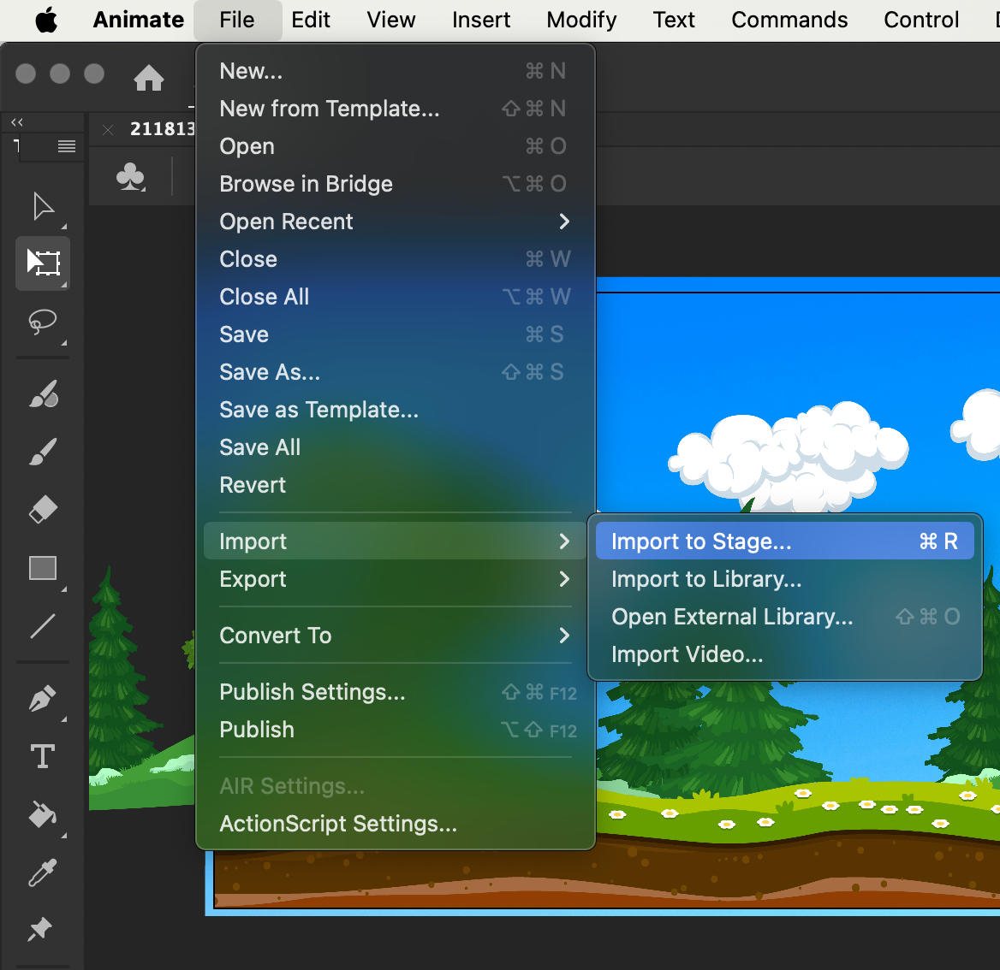 Animate File Edit View Insert Modify Text Commands Control
New... ⌘ N
New from Template... ⇧ ⌘ N
211813
Open ⌘ O
Browse in Bridge ⌥ ⌘ O
Open Recent
Close ⌘ W
Close All ⌥ ⌘ W
Save ⌘ S
Save As... ⇧ ⌘ S
Save as Template...
Save All
Revert
Import
Import to Stage... ⌘ R
Export
Import to Library...
Open External Library... ⇧ ⌘ O
Convert To
Import Video...
Publish Settings... ⇧ ⌘ F12
Publish ⌥ ⇧ F12
AIR Settings...
ActionScript Settings...